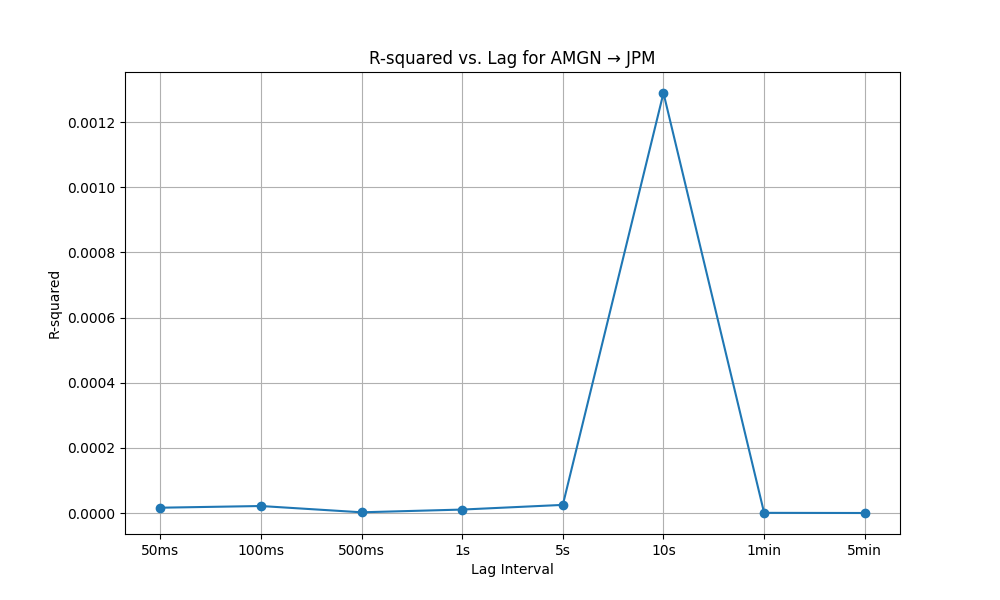 R-squared vs. Lag for AMGN → JPM
R-squared
0.0012
0.0010
0.0008
0.0006
0.0004
0.0002
0.0000
50ms 100ms 500ms 1s 5s 10s 1min 5min
Lag Interval